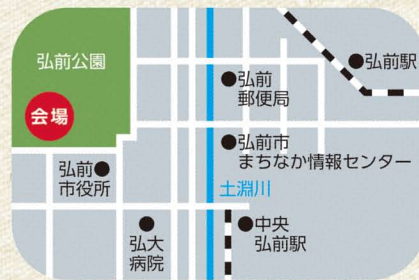 弘前公園
会場
弘前駅
弘前
郵便局
弘前市
まちなか情報センター
弘前
市役所
土淵川
弘大
病院
中央
弘前駅